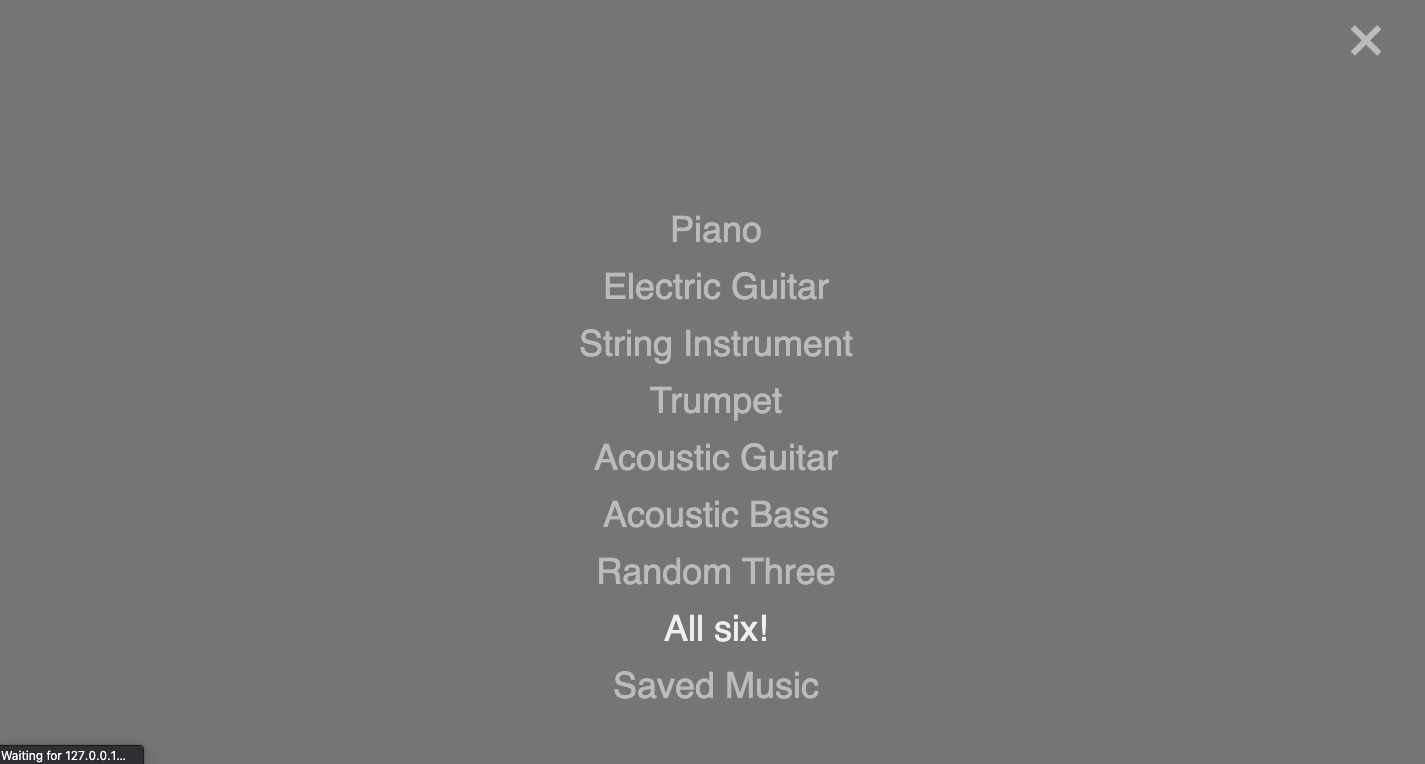 ×
Piano
Electric Guitar
String Instrument
Trumpet
Acoustic Guitar
Acoustic Bass
Random Three
All six!
Saved Music
Waiting for 127.0.0.1...